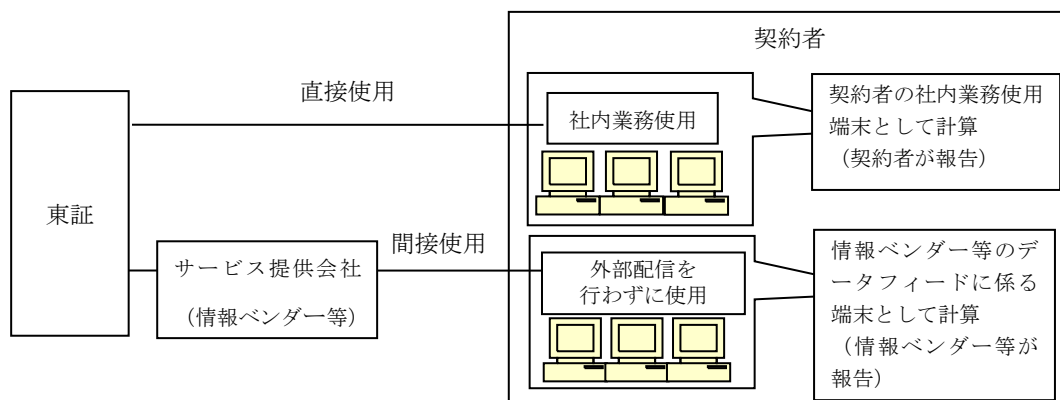 契約者
直接使用
社内業務使用
契約者の社内業務使用
端末として計算
（契約者が報告）
東証
間接使用
サービス提供会社
（情報ベンダー等）
外部配信を
行わずに使用
情報ベンダー等のデ
ータフィードに係る
端末として計算
（情報ベンダー等が
報告）